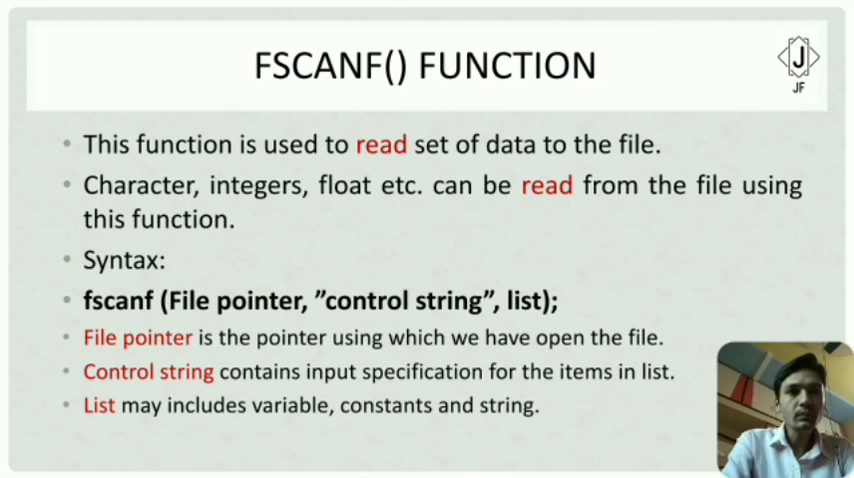 FSCANF() FUNCTION
J
JF
• This function is used to read set of data to the file.
• Character, integers, float etc. can be read from the file using
this function.
• Syntax:
• fscanf (File pointer, ”control string”, list);
• File pointer is the pointer using which we have open the file.
• Control string contains input specification for the items in list.
• List may includes variable, constants and string.